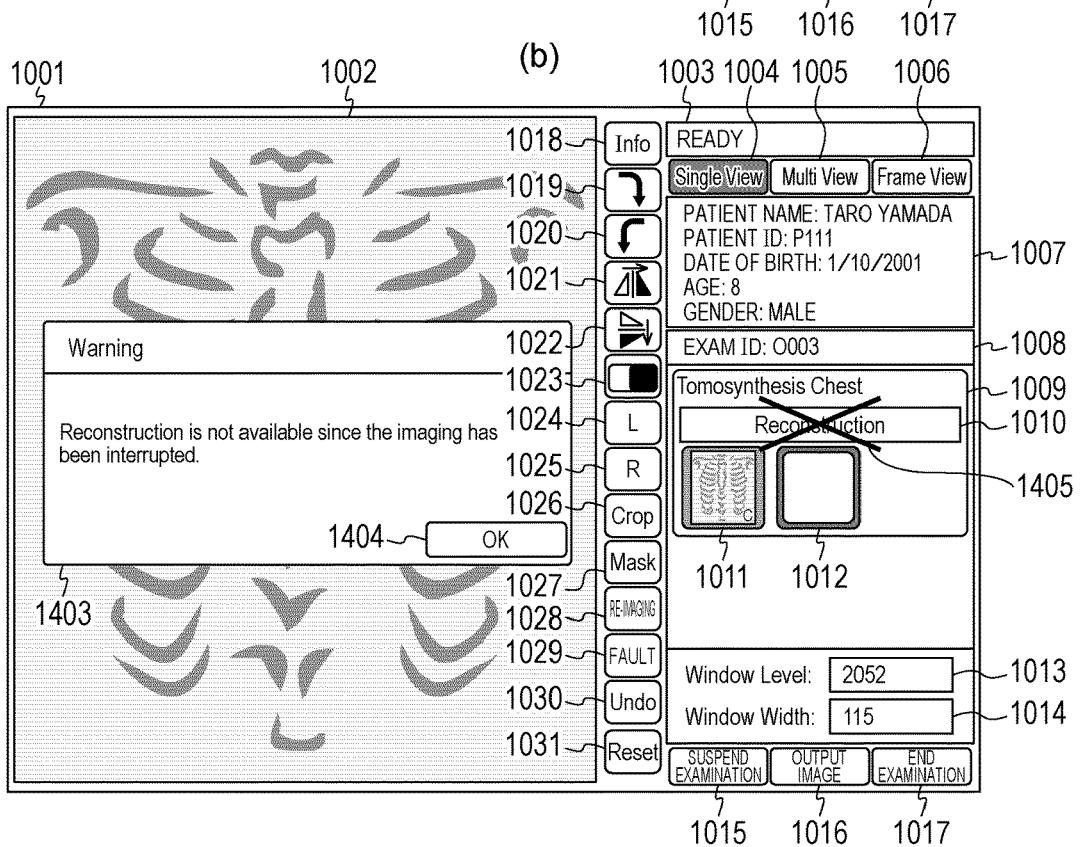 1015 1016 1017
(b)
1001 1002 1003 1004 1005 1006
1018 Info READY
1019 Single View Multi View Frame View
PATIENT NAME: TARO YAMADA
1020 PATIENT ID: P111
DATE OF BIRTH: 1/10/2001 1007
1021 AGE: 8
GENDER: MALE
1022 EXAM ID: O003 1008
Warning
1023 Tomosynthesis Chest 1009
1024 L Reconstruction 1010
Reconstruction is not available since the imaging has
been interrupted.
1025 R 1405
1026 Crop C
1404 OK
1027 Mask 1011 1012
1403
1028 RE-IMAGING
1029 FAULT
Window Level: 2052 1013
1030 Undo
Window Width: 115 1014
1031 Reset
SUSPEND EXAMINATION OUTPUT IMAGE END EXAMINATION
1015 1016 1017